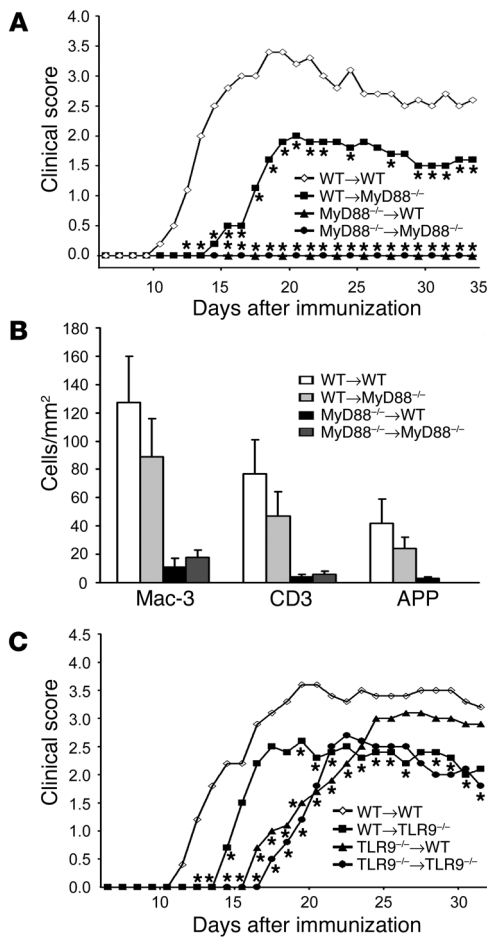 A
Clinical score
4.0
3.5
3.0
2.5
2.0
1.5
1.0
0.5
0.0
WT→WT
WT→MyD88⁻/⁻
MyD88⁻/⁻→WT
MyD88⁻/⁻→MyD88⁻/⁻
* * * * * * * * * * * * * * * * * * * * * * * * * * * * * * * * * * * * * *
10 15 20 25 30 35
Days after immunization
B
Cells/mm²
180
160
140
120
100
80
60
40
20
0
WT→WT
WT→MyD88⁻/⁻
MyD88⁻/⁻→WT
MyD88⁻/⁻→MyD88⁻/⁻
Mac-3 CD3 APP
C
Clinical score
4.5
4.0
3.5
3.0
2.5
2.0
1.5
1.0
0.5
0.0
WT→WT
WT→TLR9⁻/⁻
TLR9⁻/⁻→WT
TLR9⁻/⁻→TLR9⁻/⁻
10 15 20 25 30
Days after immunization